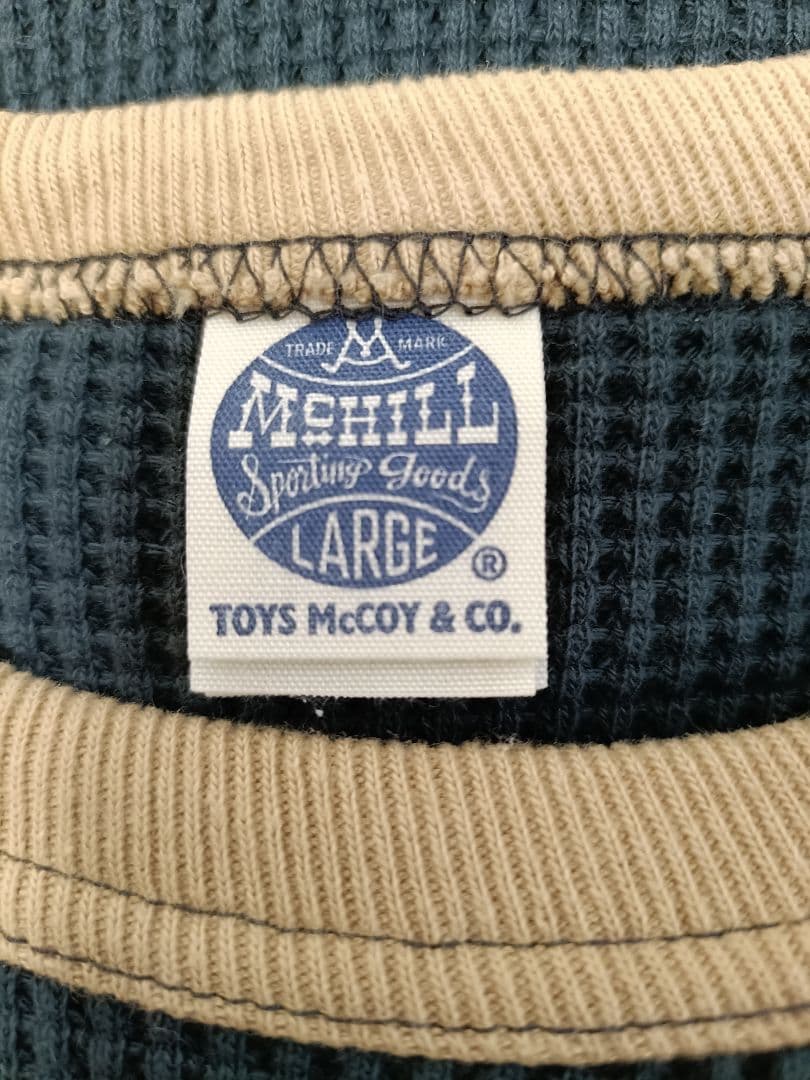 TRADE MARK
McHILL
Sporting Goods
LARGE ®
TOYS McCOY & CO.